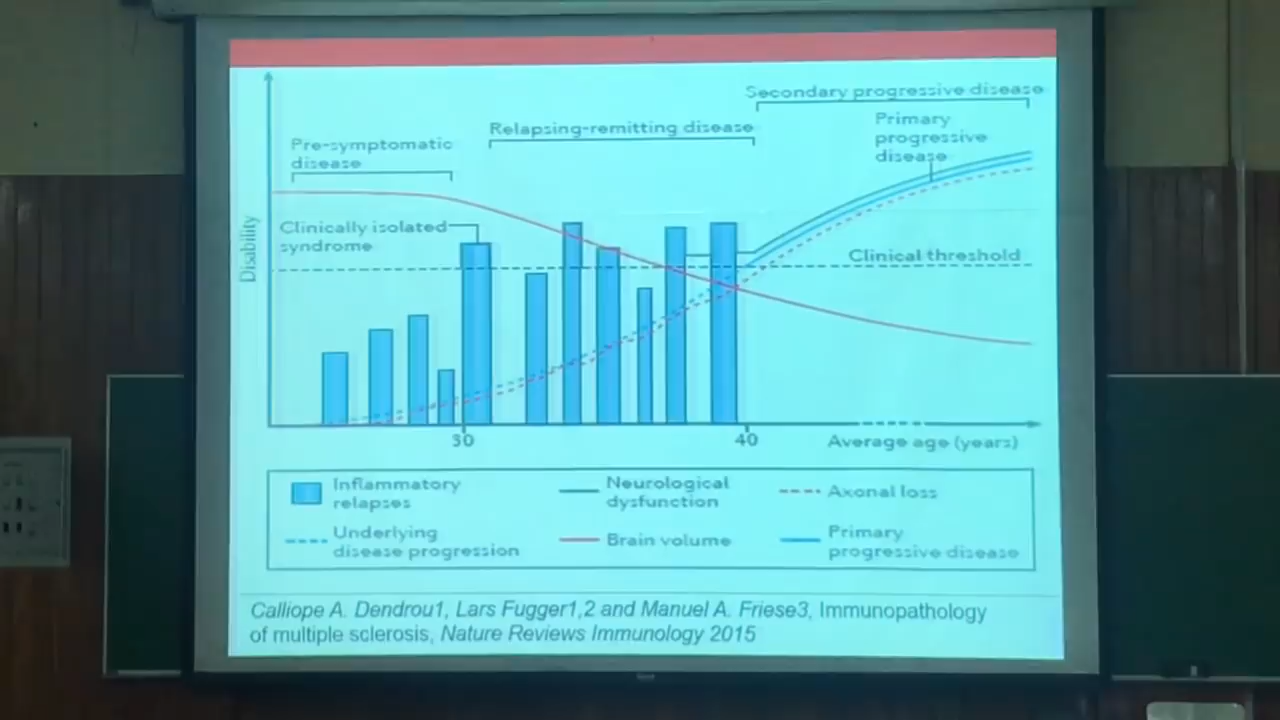 Secondary progressive disease
Relapsing-remitting disease
Primary
progressive
disease
Pre-symptomatic
disease
Clinically isolated
syndrome
Disability
Clinical threshold
30
40
Average age (years)
Inflammatory
relapses
Neurological
dysfunction
Axonal loss
Underlying
disease progression
Brain volume
Primary
progressive disease
Calliope A. Dendrou1, Lars Fugger1,2 and Manuel A. Friese3, Immunopathology
of multiple sclerosis, Nature Reviews Immunology 2015